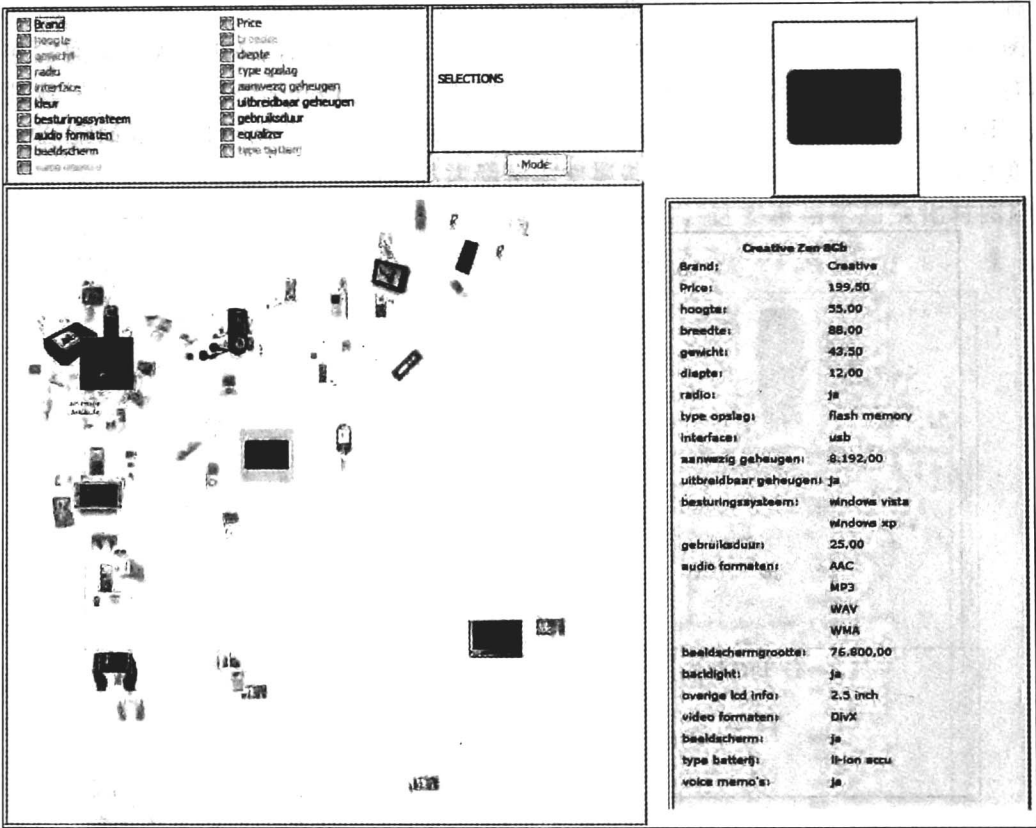 Brand
hoogte
gewicht
radio
interface
kleur
besturingssysteem
audio formaten
beeldscherm
Price
breedte
diepte
type opslag
aanwezig geheugen
uitbreidbaar geheugen
gebruiksduur
equalizer
type batterij
SELECTIONS
Mode
Creative Zen 8Gb
Brand: Creative
Price: 199,50
hoogte: 55,00
breedte: 88,00
gewicht: 43,50
diepte: 12,00
radio: ja
type opslag: flash memory
interface: usb
aanwezig geheugen: 8.192,00
uitbreidbaar geheugen: ja
besturingssysteem: windows vista
windows xp
gebruiksduur: 25,00
audio formaten: AAC
MP3
WAV
WMA
beeldschermgrootte: 76.800,00
backlight: ja
overige lcd info: 2.5 inch
video formaten: DivX
beeldscherm: ja
type batterij: li-ion accu
voice memo's: ja